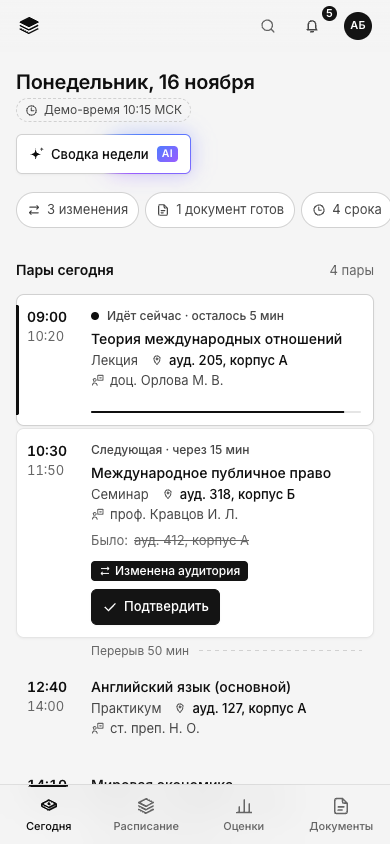 5
АБ
Понедельник, 16 ноября
Демо-время 10:15 МСК
Сводка недели AI
3 изменения
1 документ готов
4 срока
Пары сегодня
4 пары
09:00
10:20
Идёт сейчас · осталось 5 мин
Теория международных отношений
Лекция ауд. 205, корпус А
доц. Орлова М. В.
10:30
11:50
Следующая · через 15 мин
Международное публичное право
Семинар ауд. 318, корпус Б
проф. Кравцов И. Л.
Было: ауд. 412, корпус А
Изменена аудитория
Подтвердить
Перерыв 50 мин
12:40
14:00
Английский язык (основной)
Практикум ауд. 127, корпус А
ст. преп. Н. О.
14:10
Мировая экономика
Сегодня
Расписание
Оценки
Документы